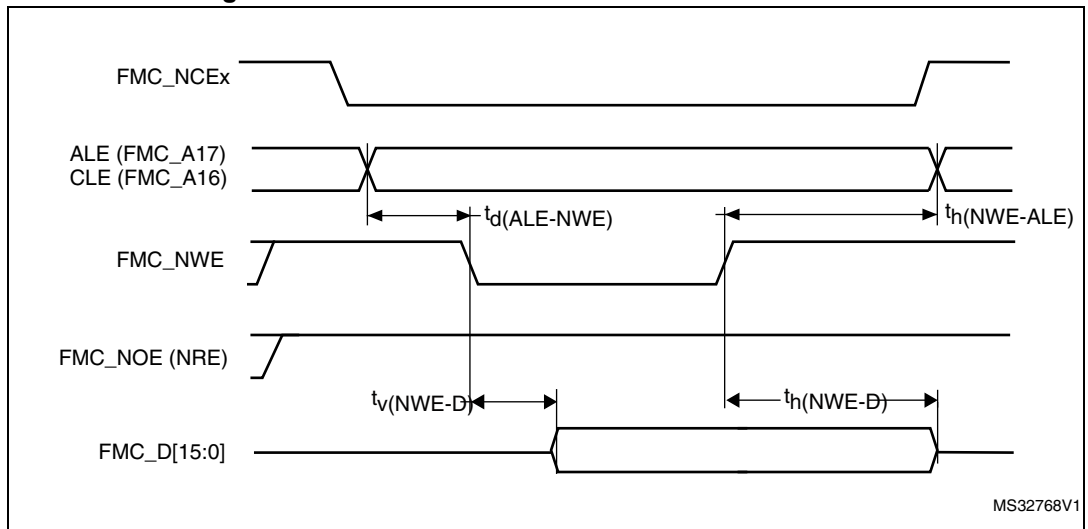 FMC_NCEx
ALE (FMC_A17)
CLE (FMC_A16)
td(ALE-NWE)
th(NWE-ALE)
FMC_NWE
FMC_NOE (NRE)
tv(NWE-D)
th(NWE-D)
FMC_D[15:0]
MS32768V1